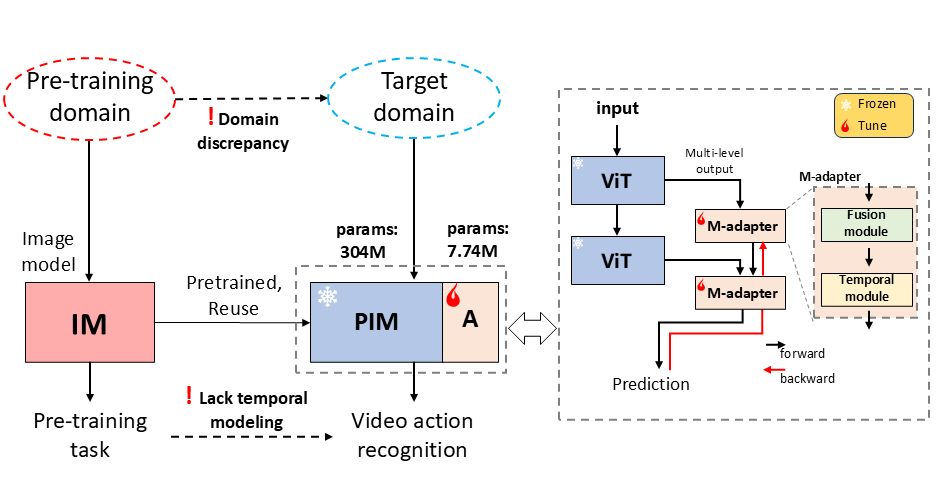 Pre-training
domain
Target
domain
! Domain
discrepancy
Image
model
params:
304M
params:
7.74M
Pretrained,
Reuse
IM
PIM
A
Pre-training
task
! Lack temporal
modeling
Video action
recognition
input
Frozen
Tune
ViT
Multi-level
output
M-adapter
M-adapter
Fusion
module
ViT
M-adapter
Temporal
module
Prediction
forward
backward